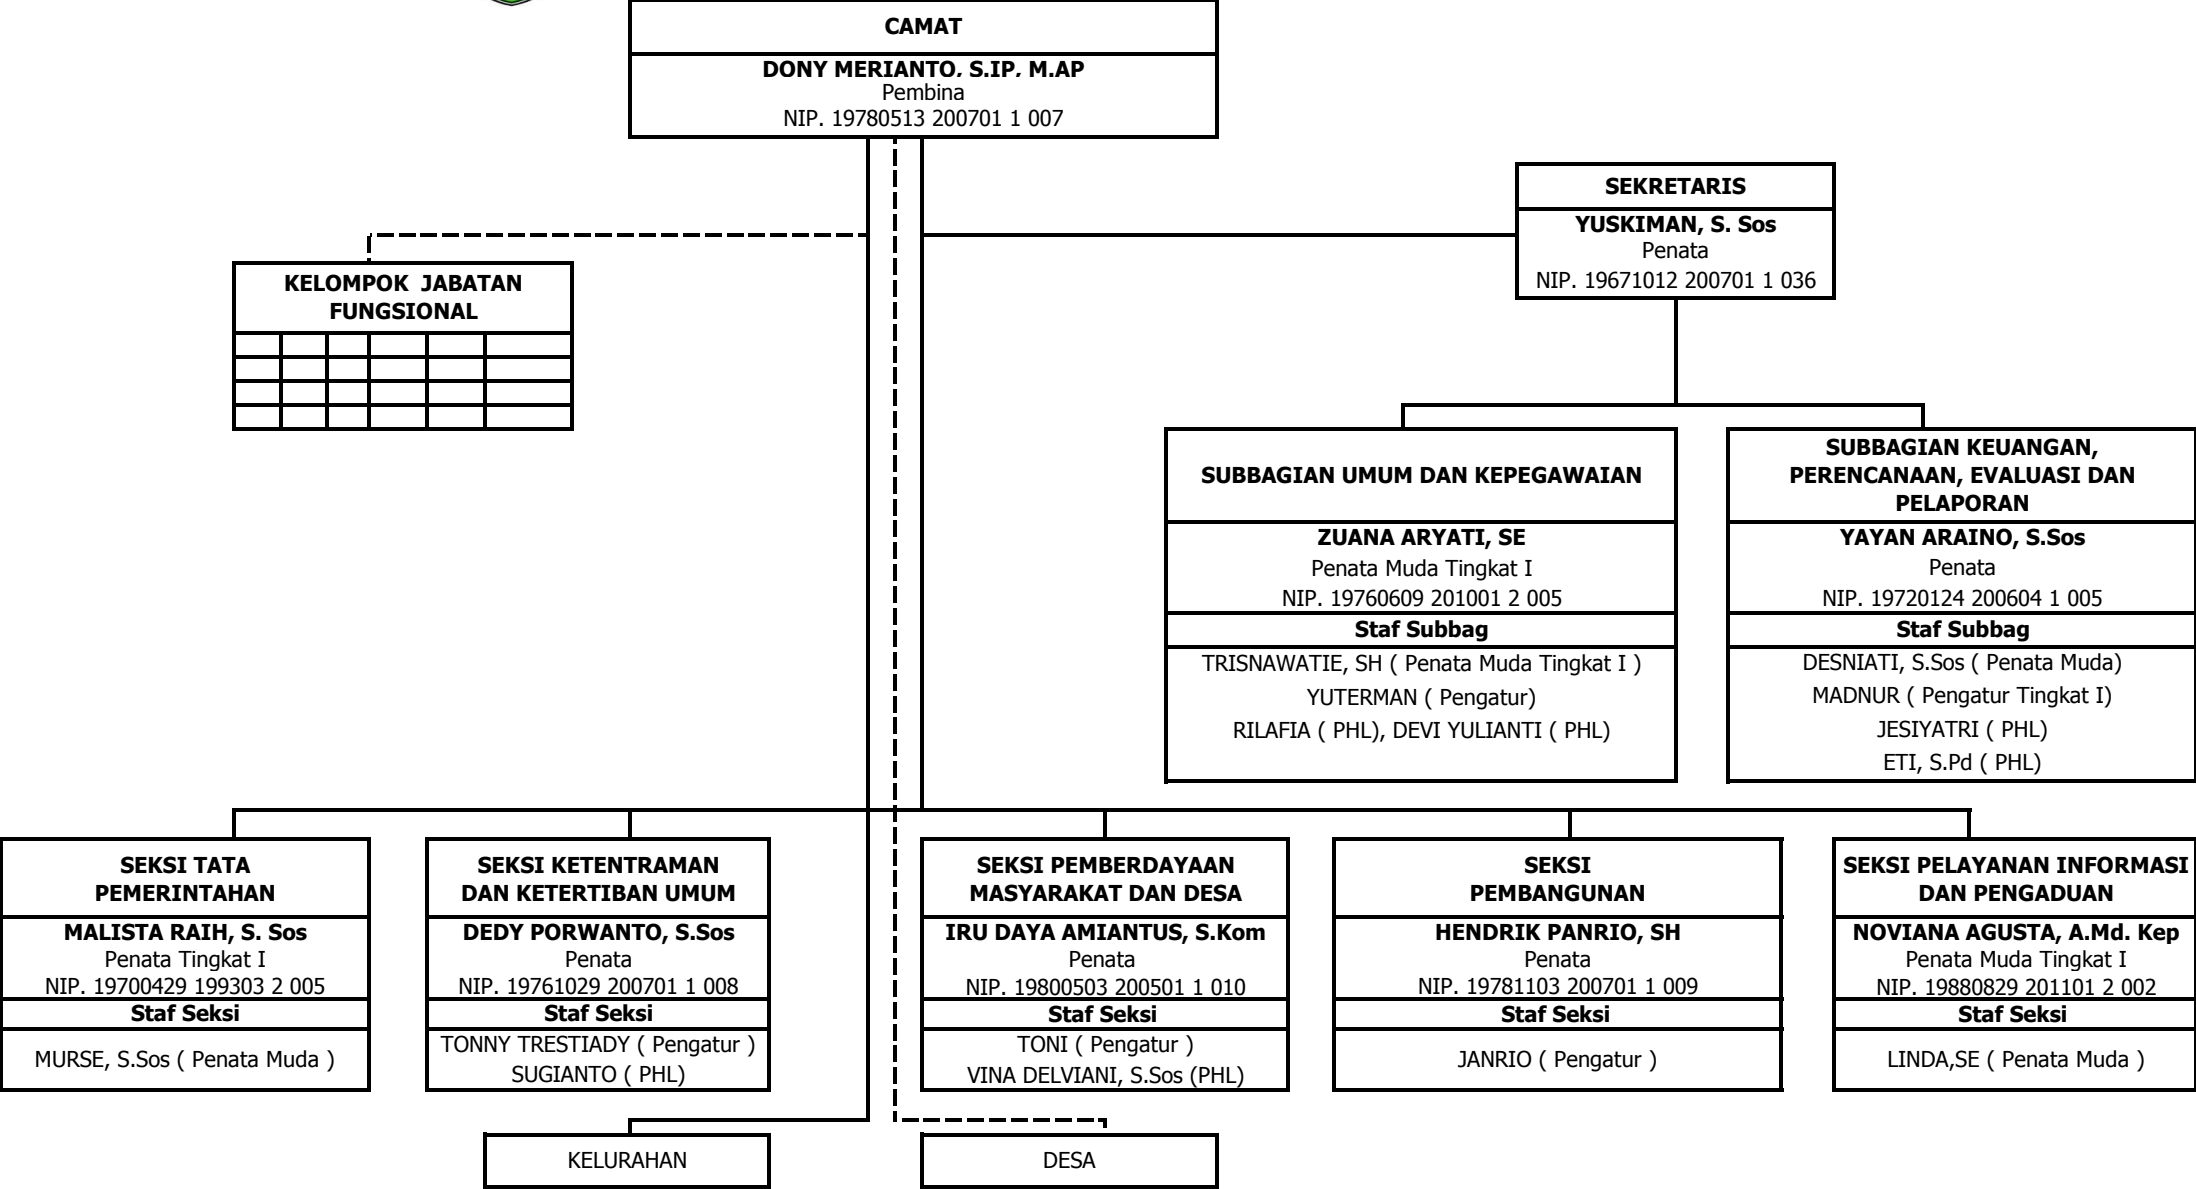 CAMAT
DONY MERIANTO, S.IP, M.AP
Pembina
NIP. 19780513 200701 1 007
SEKRETARIS
YUSKIMAN, S. Sos
Penata
NIP. 19671012 200701 1 036
KELOMPOK JABATAN
FUNGSIONAL
SUBBAGIAN UMUM DAN KEPEGAWAIAN
ZUANA ARYATI, SE
Penata Muda Tingkat I
NIP. 19760609 201001 2 005
Staf Subbag
TRISNAWATIE, SH ( Penata Muda Tingkat I )
YUTERMAN ( Pengatur)
RILAFIA ( PHL), DEVI YULIANTI ( PHL)
SUBBAGIAN KEUANGAN,
PERENCANAAN, EVALUASI DAN
PELAPORAN
YAYAN ARAINO, S.Sos
Penata
NIP. 19720124 200604 1 005
Staf Subbag
DESNIATI, S.Sos ( Penata Muda)
MADNUR ( Pengatur Tingkat I)
JESIYATRI ( PHL)
ETI, S.Pd ( PHL)
SEKSI TATA
PEMERINTAHAN
MALISTA RAIH, S. Sos
Penata Tingkat I
NIP. 19700429 199303 2 005
Staf Seksi
MURSE, S.Sos ( Penata Muda )
SEKSI KETENTRAMAN
DAN KETERTIBAN UMUM
DEDY PORWANTO, S.Sos
Penata
NIP. 19761029 200701 1 008
Staf Seksi
TONNY TRESTIADY ( Pengatur )
SUGIANTO ( PHL)
SEKSI PEMBERDAYAAN
MASYARAKAT DAN DESA
IRU DAYA AMIANTUS, S.Kom
Penata
NIP. 19800503 200501 1 010
Staf Seksi
TONI ( Pengatur )
VINA DELVIANI, S.Sos (PHL)
SEKSI
PEMBANGUNAN
HENDRIK PANRIO, SH
Penata
NIP. 19781103 200701 1 009
Staf Seksi
JANRIO ( Pengatur )
SEKSI PELAYANAN INFORMASI
DAN PENGADUAN
NOVIANA AGUSTA, A.Md. Kep
Penata Muda Tingkat I
NIP. 19880829 201101 2 002
Staf Seksi
LINDA,SE ( Penata Muda )
KELURAHAN
DESA